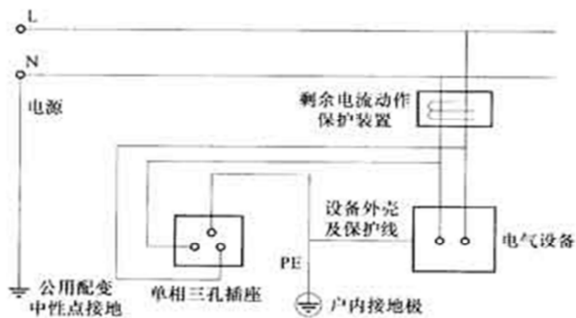 L
N
电源
剩余电流动作
保护装置
设备外壳
及保护线
电气设备
PE
公用配变
中性点接地
单相三孔插座
户内接地极